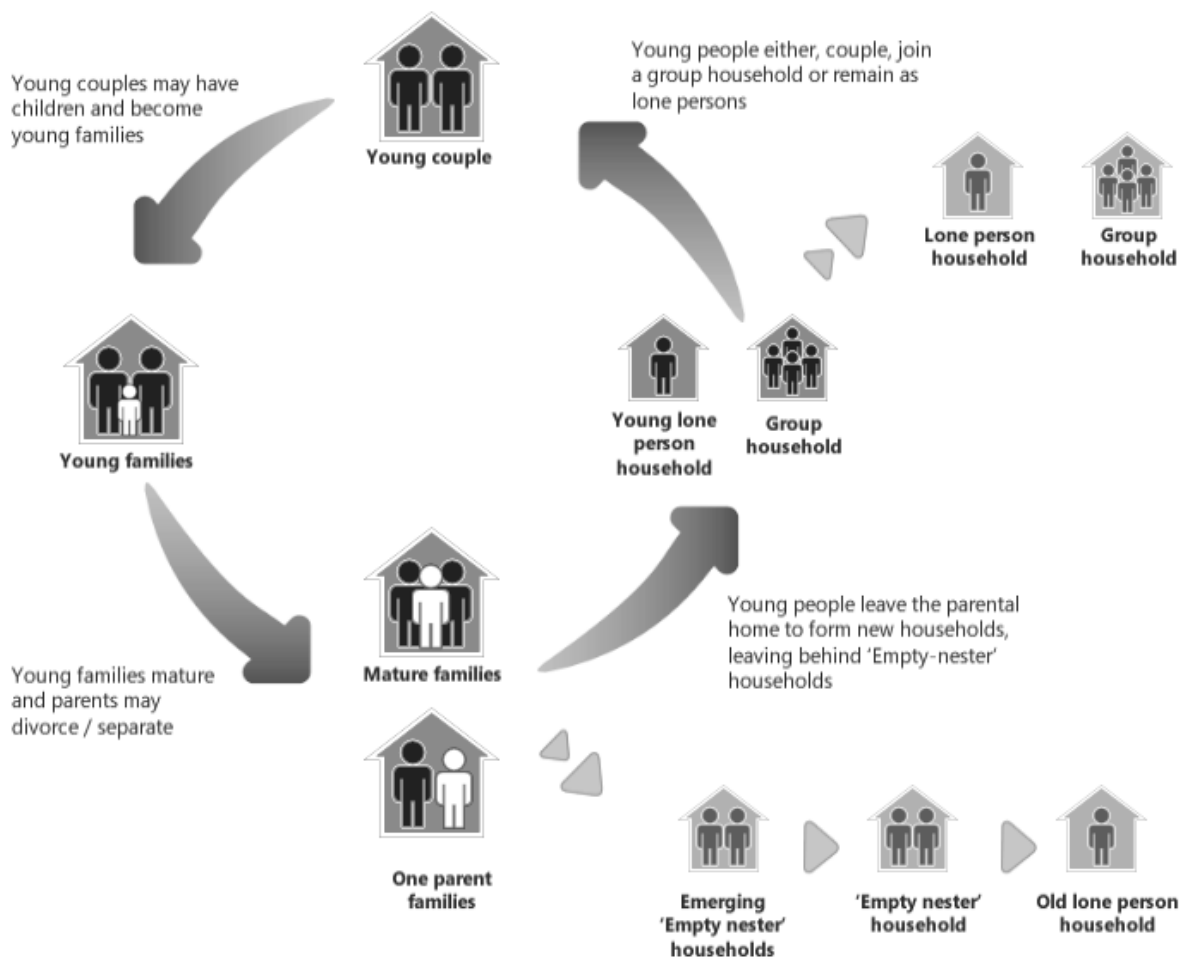 Young couples may have
children and become
young families
Young couple
Young people either, couple, join
a group household or remain as
lone persons
Lone person
household
Group
household
Young families
Young lone
person
household
Group
household
Young families mature
and parents may
divorce / separate
Mature families
Young people leave the parental
home to form new households,
leaving behind ‘Empty-nester’
households
One parent
families
Emerging
‘Empty nester’
households
‘Empty nester’
household
Old lone person
household